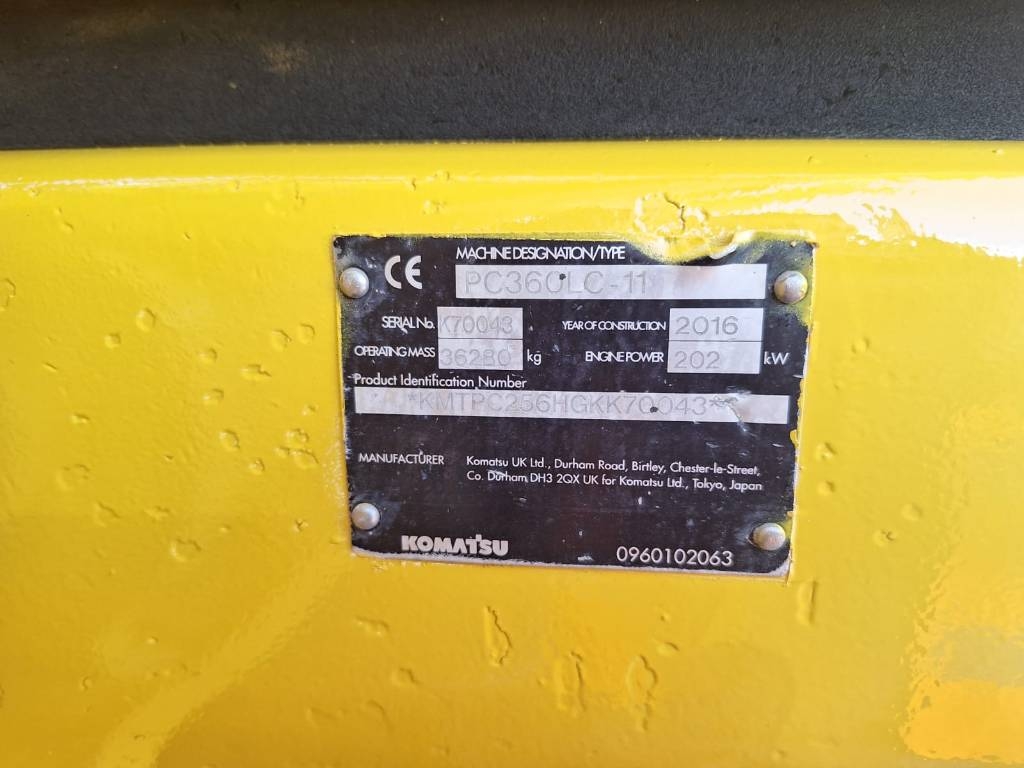 CE
MACHINE DESIGNATION/TYPE
PC360LC-11
SERIAL No. K70043 YEAR OF CONSTRUCTION 2016
OPERATING MASS 36280 kg ENGINE POWER 202 kW
Product Identification Number
*KMTPC256HGKK70043*
MANUFACTURER Komatsu UK Ltd., Durham Road, Birtley, Chester-le-Street,
Co. Durham DH3 2QX UK for Komatsu Ltd., Tokyo, Japan
KOMATSU 0960102063